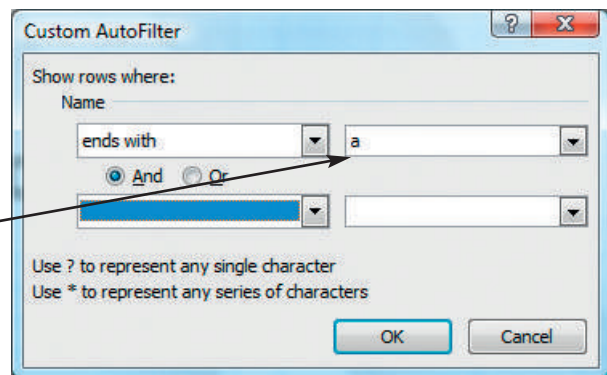 Custom AutoFilter
Show rows where:
Name
ends with a
And Or
Use ? to represent any single character
Use * to represent any series of characters
OK Cancel